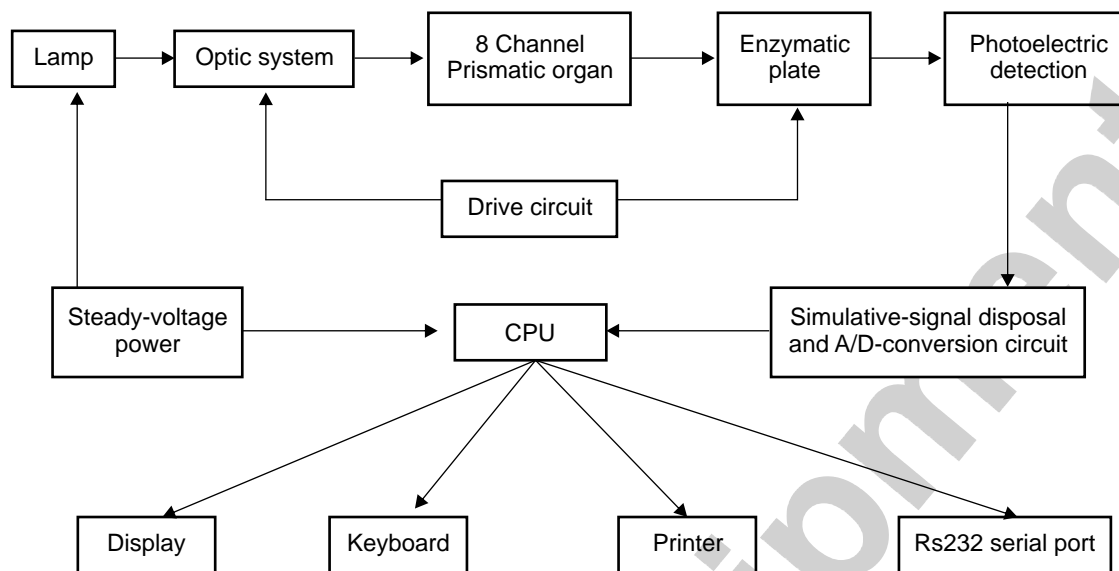 Lamp
Optic system
8 Channel
Prismatic organ
Enzymatic
plate
Photoelectric
detection
Drive circuit
Steady-voltage
power
CPU
Simulative-signal disposal
and A/D-conversion circuit
Display
Keyboard
Printer
Rs232 serial port
ipment